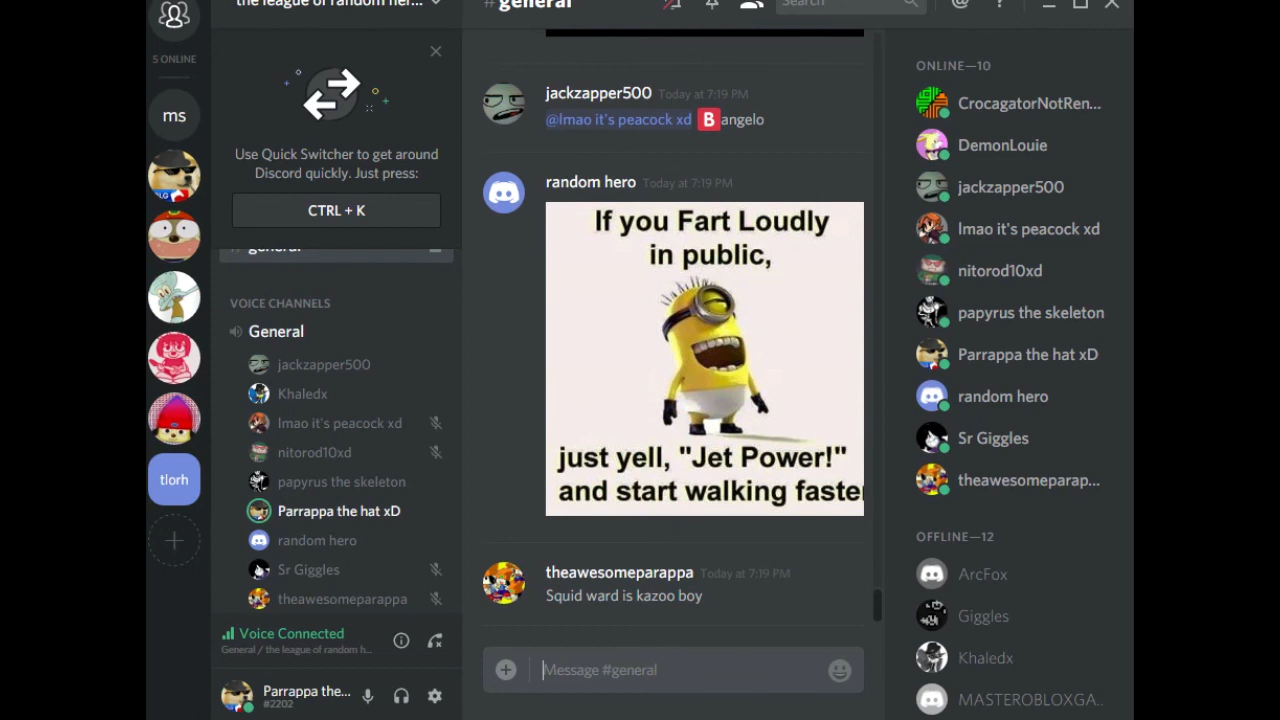 the league of random her...
#general
Search
5 ONLINE
ms
tlorh
Use Quick Switcher to get around
Discord quickly. Just press:
CTRL + K
general
VOICE CHANNELS
General
jackzapper500
Khaledx
lmao it's peacock xd
nitorod10xd
papyrus the skeleton
Parrappa the hat xD
random hero
Sr Giggles
theawesomeparappa
Voice Connected
General / the league of random h...
Parrappa the...
#2202
jackzapper500 Today at 7:19 PM
@lmao it's peacock xd B angelo
random hero Today at 7:19 PM
If you Fart Loudly
in public,
just yell, "Jet Power!"
and start walking faster
theawesomeparappa Today at 7:19 PM
Squid ward is kazoo boy
Message #general
ONLINE—10
CrocagatorNotRen...
DemonLouie
jackzapper500
lmao it's peacock xd
nitorod10xd
papyrus the skeleton
Parrappa the hat xD
random hero
Sr Giggles
theawesomeparap...
OFFLINE—12
ArcFox
Giggles
Khaledx
MASTEROBLOXGA...